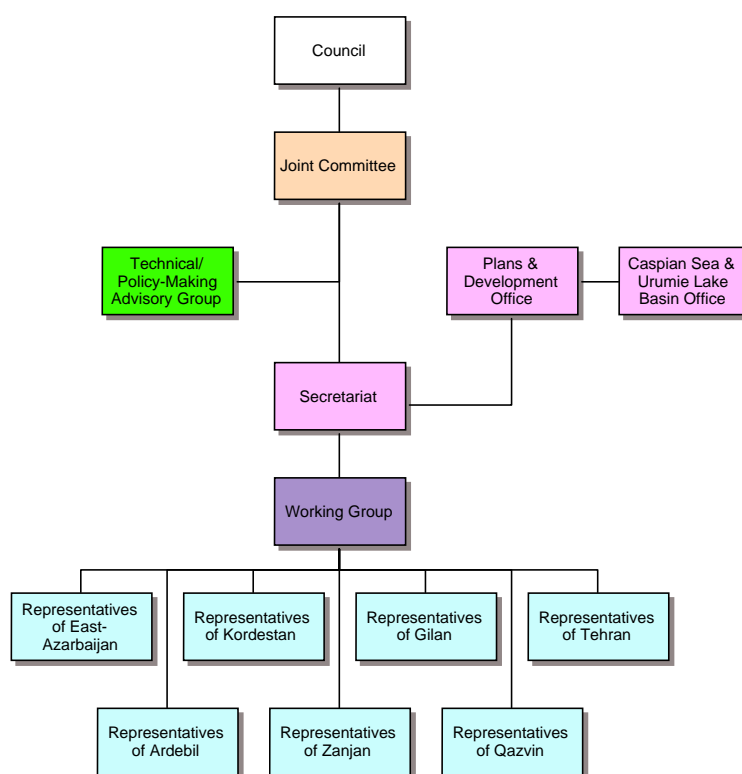 Council
Joint Committee
Technical/
Policy-Making
Advisory Group
Plans &
Development
Office
Caspian Sea &
Urumie Lake
Basin Office
Secretariat
Working Group
Representatives
of East-
Azarbaijan
Representatives
of Kordestan
Representatives
of Gilan
Representatives
of Tehran
Representatives
of Ardebil
Representatives
of Zanjan
Representatives
of Qazvin